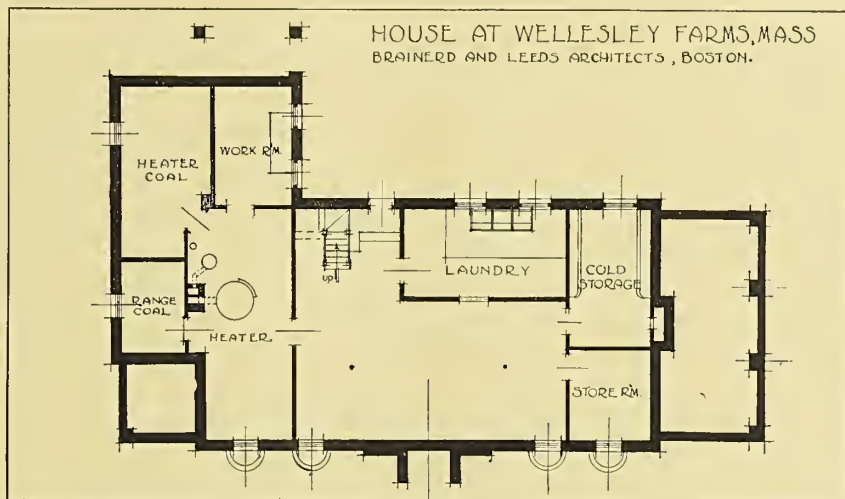 HOUSE AT WELLESLEY FARMS, MASS
BRAINERD AND LEEDS ARCHITECTS, BOSTON.
WORK RM.
HEATER
COAL
LAUNDRY
COLD
STORAGE
UP
RANGE
COAL
HEATER
STORE RM.